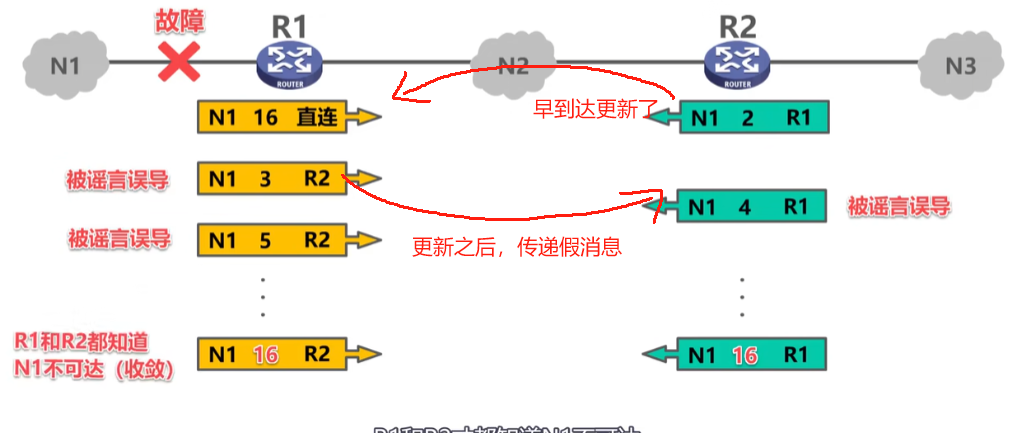 故障
R1
R2
N1
N2
N3
ROUTER
ROUTER
N1 16 直连
早到达更新了
N1 2 R1
被谣言误导
N1 3 R2
N1 4 R1
被谣言误导
被谣言误导
N1 5 R2
更新之后，传递假消息
R1和R2都知道
N1不可达（收敛）
N1 16 R2
N1 16 R1